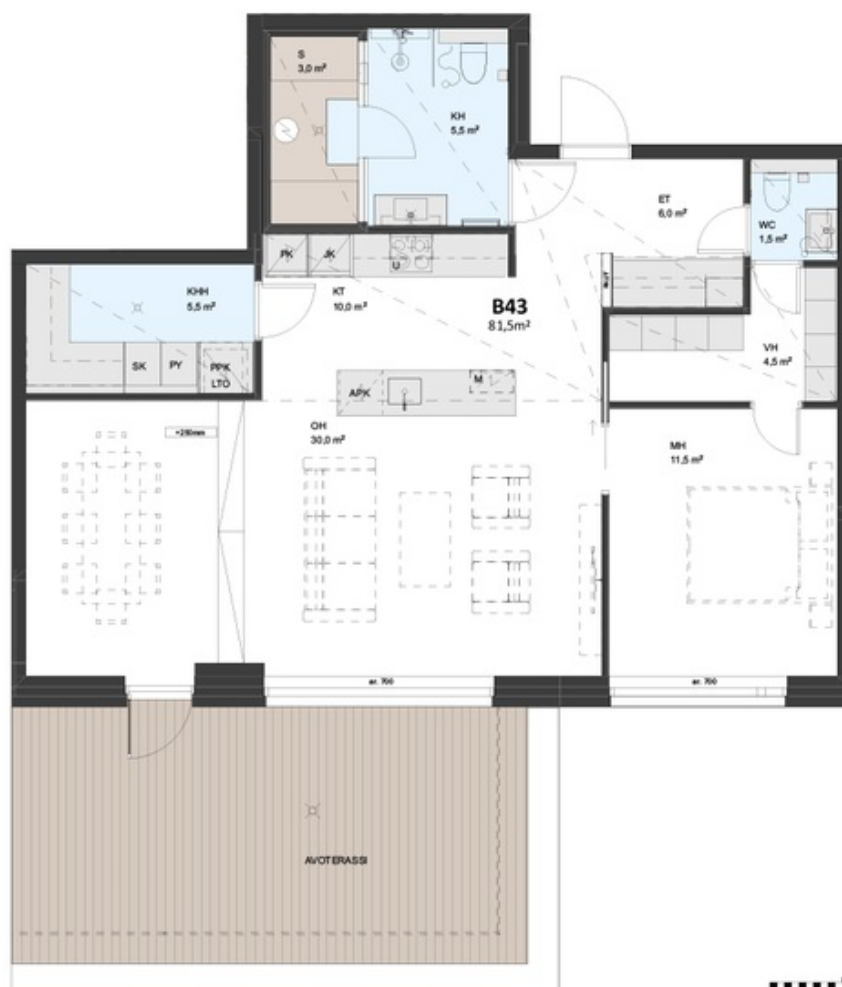 S
3,0 m²
KH
5,5 m²
ET
6,0 m²
WC
1,5 m²
PK
JK
U
KHH
5,5 m²
KT
10,0 m²
B43
81,5m²
VH
4,5 m²
SK
PY
PPK
LTO
APK
M
+250mm
OH
30,0 m²
MH
11,5 m²
ar. 700
ar. 700
AVOTERASSI